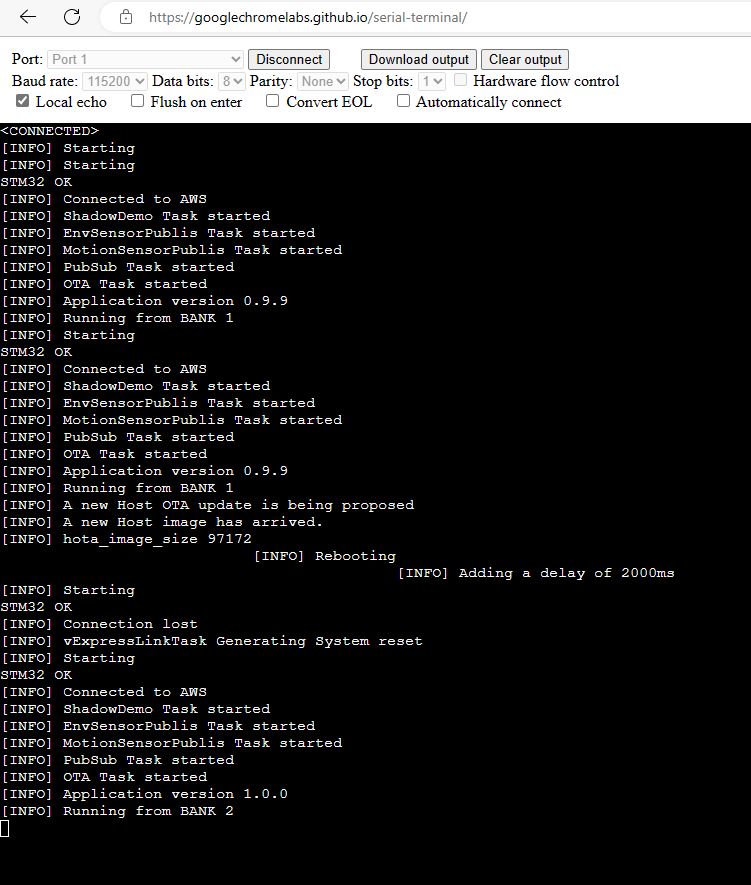 https://googlechromelabs.github.io/serial-terminal/
Port: Port 1 Disconnect Download output Clear output
Baud rate: 115200 Data bits: 8 Parity: None Stop bits: 1 Hardware flow control
Local echo Flush on enter Convert EOL Automatically connect
<CONNECTED>
[INFO] Starting
[INFO] Starting
STM32 OK
[INFO] Connected to AWS
[INFO] ShadowDemo Task started
[INFO] EnvSensorPublis Task started
[INFO] MotionSensorPublis Task started
[INFO] PubSub Task started
[INFO] OTA Task started
[INFO] Application version 0.9.9
[INFO] Running from BANK 1
[INFO] Starting
STM32 OK
[INFO] Connected to AWS
[INFO] ShadowDemo Task started
[INFO] EnvSensorPublis Task started
[INFO] MotionSensorPublis Task started
[INFO] PubSub Task started
[INFO] OTA Task started
[INFO] Application version 0.9.9
[INFO] Running from BANK 1
[INFO] A new Host OTA update is being proposed
[INFO] A new Host image has arrived.
[INFO] hota_image_size 97172
[INFO] Rebooting
[INFO] Adding a delay of 2000ms
[INFO] Starting
STM32 OK
[INFO] Connection lost
[INFO] vExpressLinkTask Generating System reset
[INFO] Starting
STM32 OK
[INFO] Connected to AWS
[INFO] ShadowDemo Task started
[INFO] EnvSensorPublis Task started
[INFO] MotionSensorPublis Task started
[INFO] PubSub Task started
[INFO] OTA Task started
[INFO] Application version 1.0.0
[INFO] Running from BANK 2